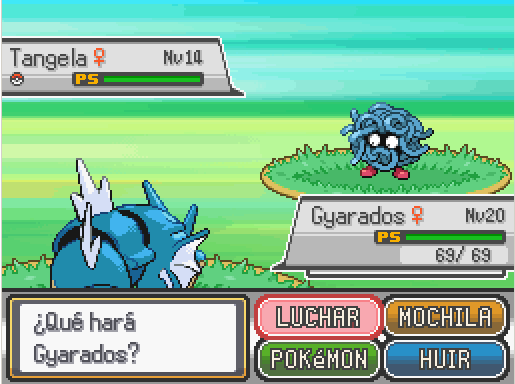 Tangela♀ Nv14
PS
Gyarados♀ Nv20
PS
69/ 69
¿Qué hará
Gyarados?
LUCHAR MOCHILA
POKéMON HUIR